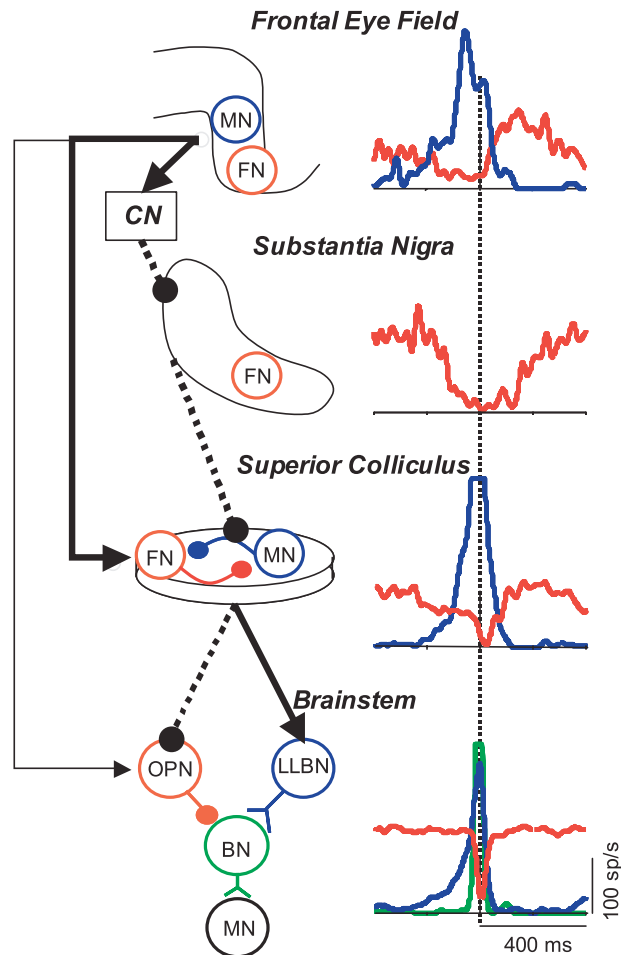 Frontal Eye Field
MN
FN
CN
Substantia Nigra
FN
Superior Colliculus
FN
MN
Brainstem
OPN
LLBN
BN
MN
100 sp/s
400 ms